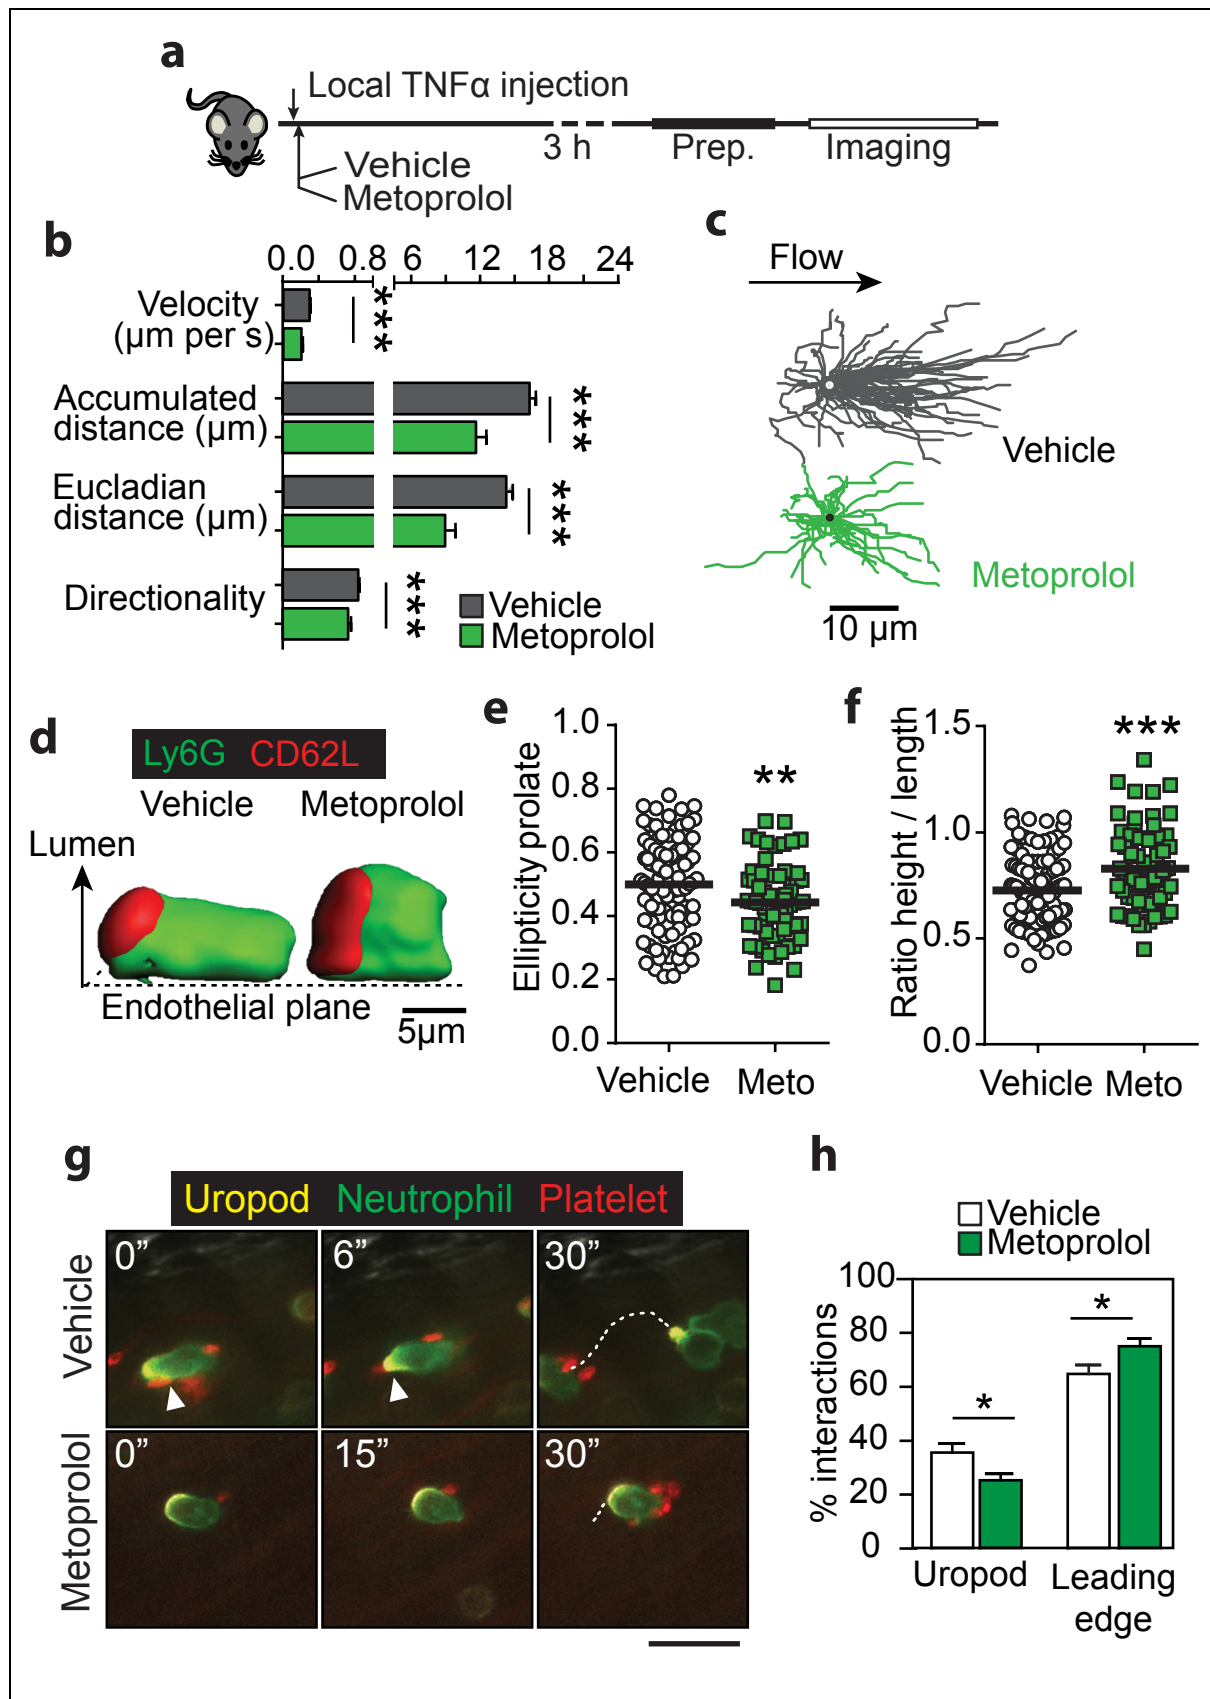 a
Local TNFα injection
3 h
Prep.
Imaging
Vehicle
Metoprolol
b
0.0 0.8 6 12 18 24
Velocity
(µm per s)
***
Accumulated
distance (µm)
***
Eucladian
distance (µm)
***
Directionality
***
Vehicle
Metoprolol
c
Flow
Vehicle
Metoprolol
10 µm
d
Ly6G CD62L
Vehicle Metoprolol
Lumen
Endothelial plane
5µm
e
Ellipticity prolate
1.0
0.8
0.6
0.4
0.2
0.0
**
Vehicle Meto
f
Ratio height / length
1.5
1.0
0.5
0.0
***
Vehicle Meto
g
Uropod Neutrophil Platelet
Vehicle
0” 6” 30”
Metoprolol
0” 15” 30”
h
Vehicle
Metoprolol
% interactions
100
80
60
40
20
0
*
*
Uropod
Leading
edge